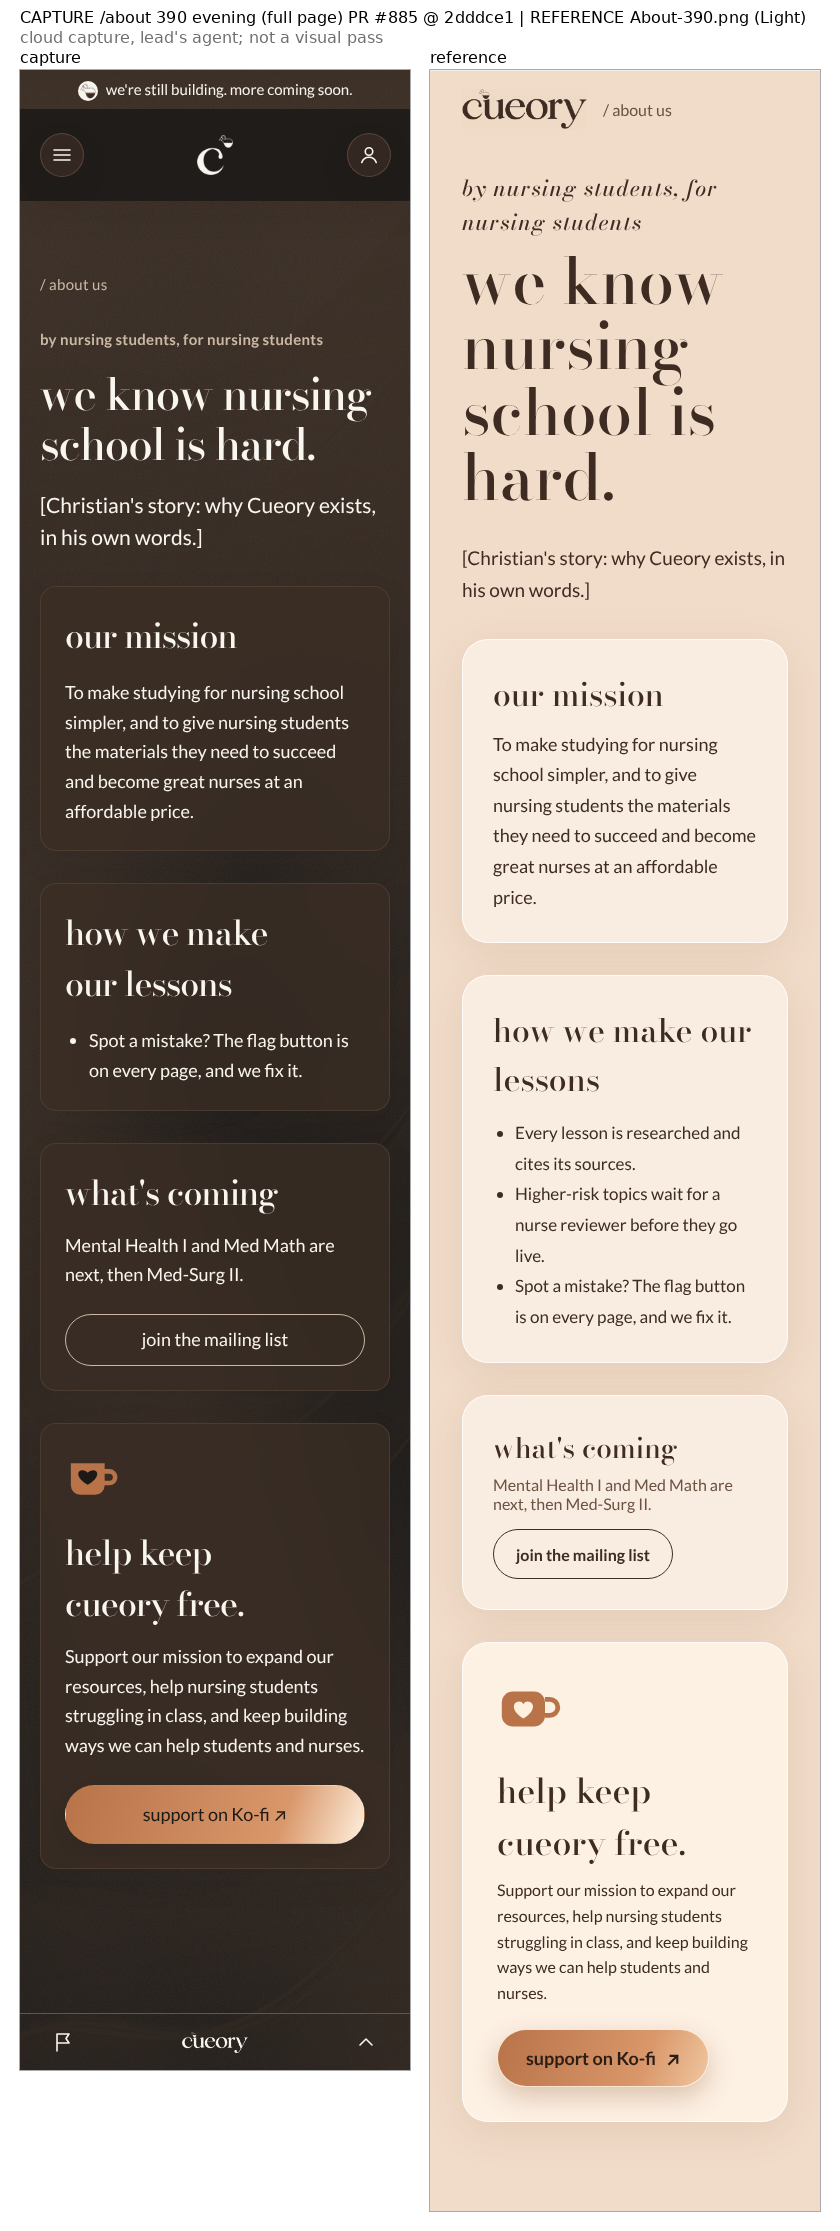 CAPTURE /about 390 evening (full page) PR #885 @ 2dddce1 | REFERENCE About-390.png (Light)
cloud capture, lead's agent; not a visual pass
capture
we're still building. more coming soon.
c
/ about us
by nursing students, for nursing students
we know nursing
school is hard.
[Christian's story: why Cueory exists,
in his own words.]
our mission
To make studying for nursing school
simpler, and to give nursing students
the materials they need to succeed
and become great nurses at an
affordable price.
how we make
our lessons
• Spot a mistake? The flag button is
on every page, and we fix it.
what's coming
Mental Health I and Med Math are
next, then Med-Surg II.
join the mailing list
help keep
cueory free.
Support our mission to expand our
resources, help nursing students
struggling in class, and keep building
ways we can help students and nurses.
support on Ko-fi ↗
cueory
reference
cueory / about us
by nursing students, for
nursing students
we know
nursing
school is
hard.
[Christian's story: why Cueory exists, in
his own words.]
our mission
To make studying for nursing
school simpler, and to give
nursing students the materials
they need to succeed and become
great nurses at an affordable
price.
how we make our
lessons
• Every lesson is researched and
cites its sources.
• Higher-risk topics wait for a
nurse reviewer before they go
live.
• Spot a mistake? The flag button
is on every page, and we fix it.
what's coming
Mental Health I and Med Math are
next, then Med-Surg II.
join the mailing list
help keep
cueory free.
Support our mission to expand our
resources, help nursing students
struggling in class, and keep building
ways we can help students and
nurses.
support on Ko-fi ↗